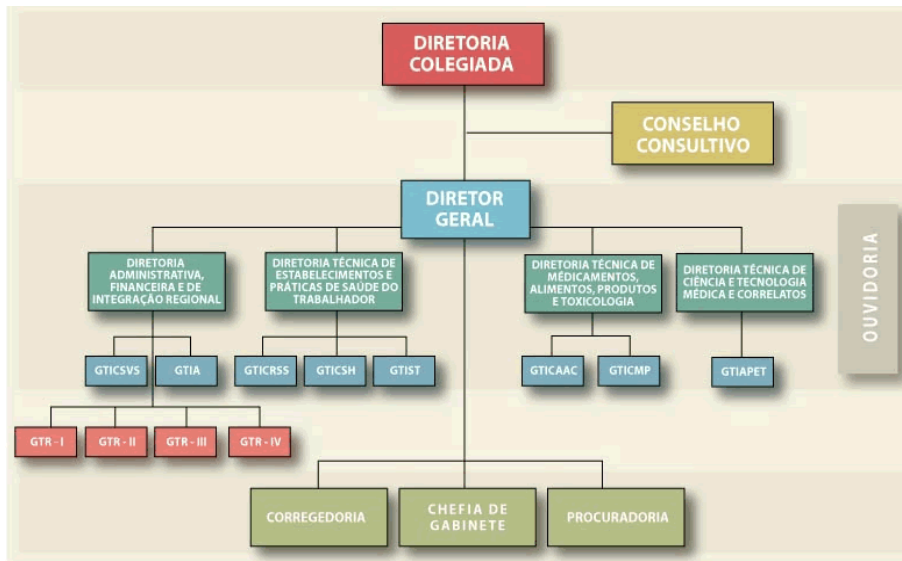 DIRETORIA
COLEGIADA
CONSELHO
CONSULTIVO
DIRETOR
GERAL
OUVIDORIA
DIRETORIA
ADMINISTRATIVA,
FINANCEIRA E DE
INTEGRAÇÃO REGIONAL
DIRETORIA TÉCNICA DE
ESTABELECIMENTOS E
PRÁTICAS DE SAÚDE DO
TRABALHADOR
DIRETORIA TÉCNICA DE
MÉDICAMENTOS,
ALIMENTOS, PRODUTOS
E TOXICOLOGIA
DIRETORIA TÉCNICA DE
CIÊNCIA E TECNOLOGIA
MÉDICA E CORRELATOS
GTICSVS
GTIA
GTICRSS
GTICSH
GTIST
GTICAAC
GTICMP
GTIAPET
GTR - I
GTR - II
GTR - III
GTR - IV
CORREGEDORIA
CHEFIA DE
GABINETE
PROCURADORIA